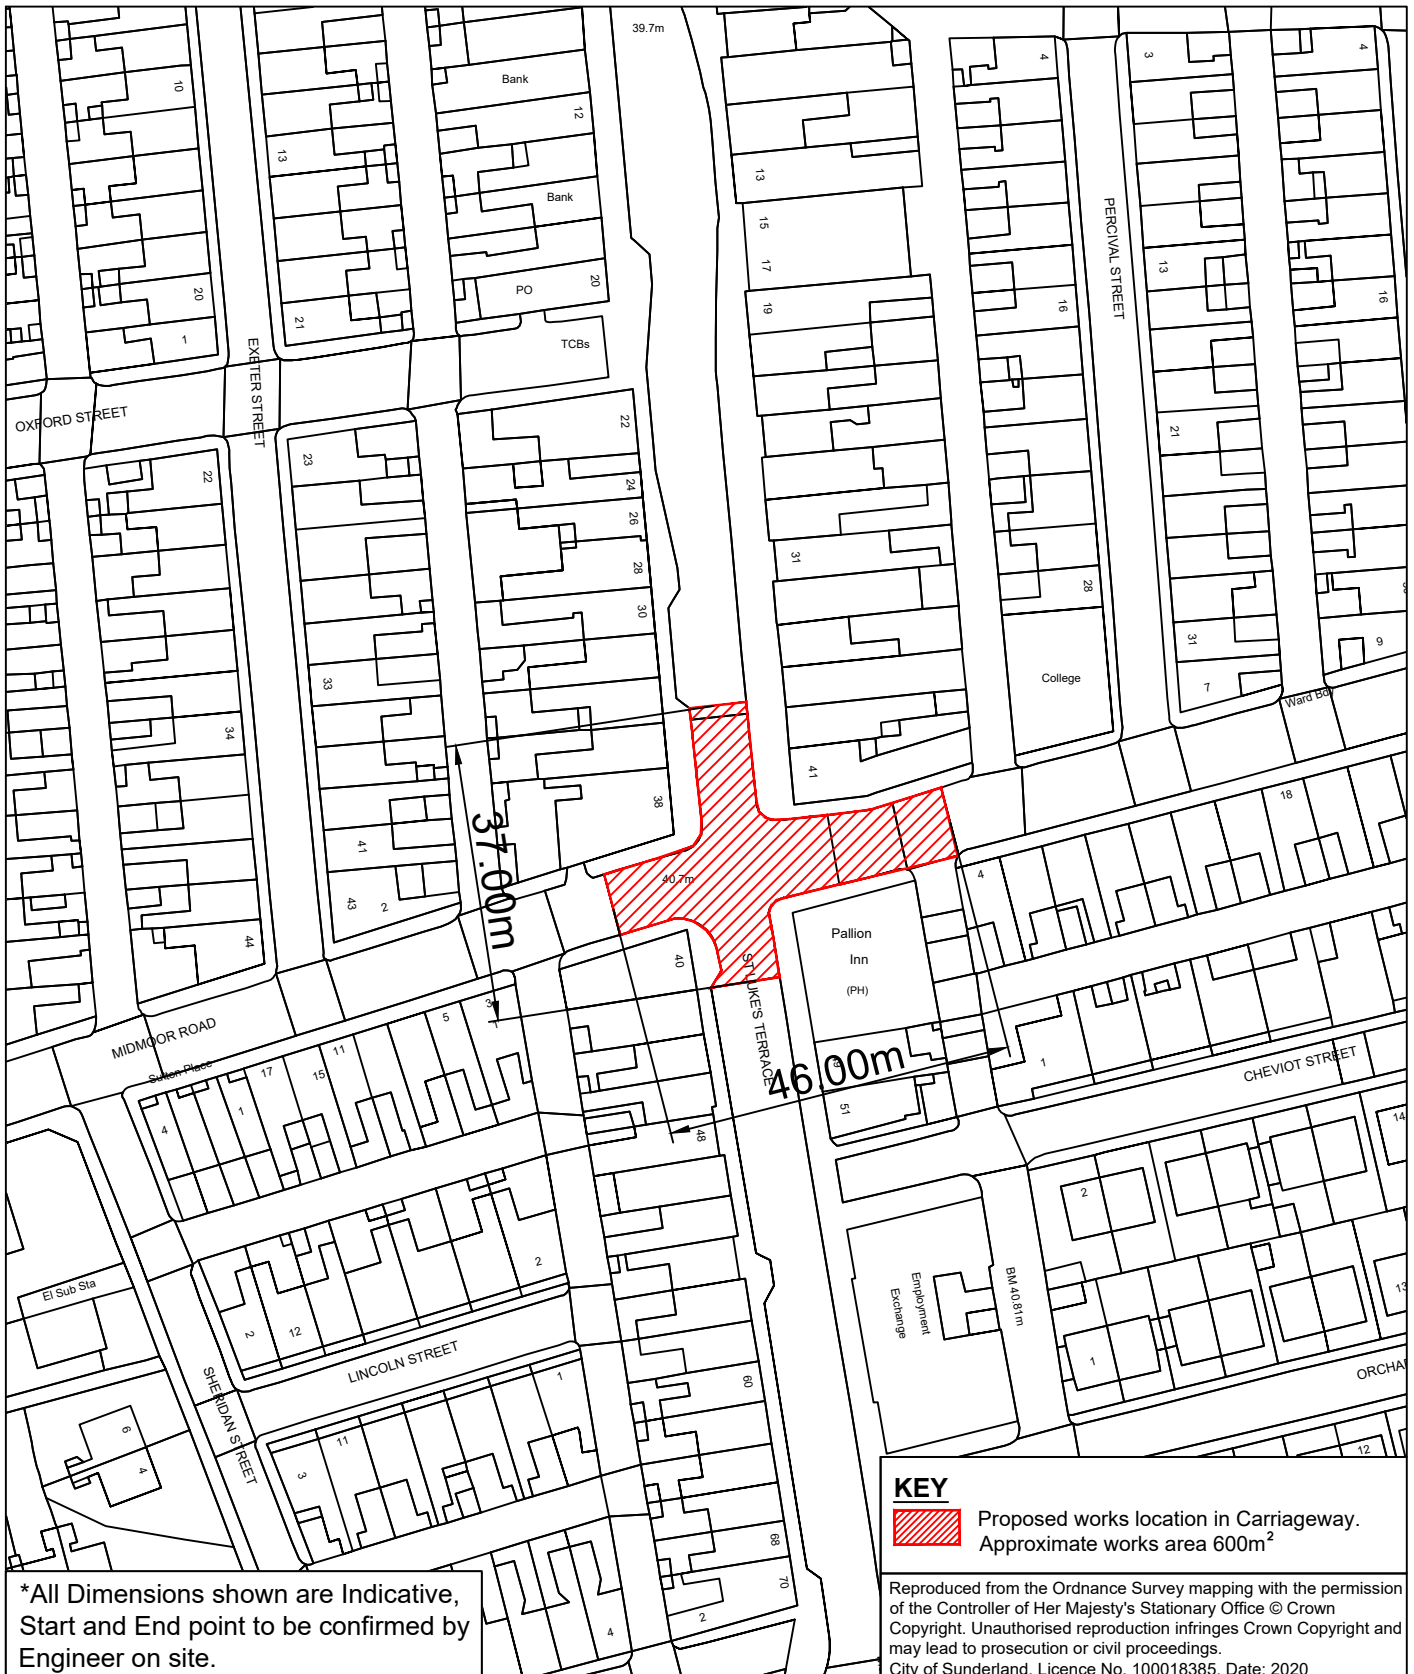 39.7m
Bank
12
10
13
Bank
13
15
17
19
20
PO
20
21
1
TCBs
4
3
4
PERCIVAL STREET
13
16
16
21
OXFORD STREET
EXETER STREET
22
23
22
24
26
28
30
31
28
31
7
9
College
Ward Bdy
33
34
38
41
41
43
2
44
37.00m
40.7m
18
4
Pallion
Inn
(PH)
40
ST LUKE'S TERRACE
3
5
11
15
17
1
4
MIDMOOR ROAD
Sutton Place
46.00m
51
48
1
CHEVIOT STREET
14
2
El Sub Sta
2
12
2
LINCOLN STREET
SHERIDAN STREET
Employment
Exchange
BM 40.81m
1
13
ORCHA
6
4
3
11
1
60
68
70
2
4
12
KEY
Proposed works location in Carriageway.
Approximate works area 600m²
*All Dimensions shown are Indicative,
Start and End point to be confirmed by
Engineer on site.
Reproduced from the Ordnance Survey mapping with the permission
of the Controller of Her Majesty's Stationary Office © Crown
Copyright. Unauthorised reproduction infringes Crown Copyright and
may lead to prosecution or civil proceedings.
City of Sunderland. Licence No. 100018385. Date: 2020